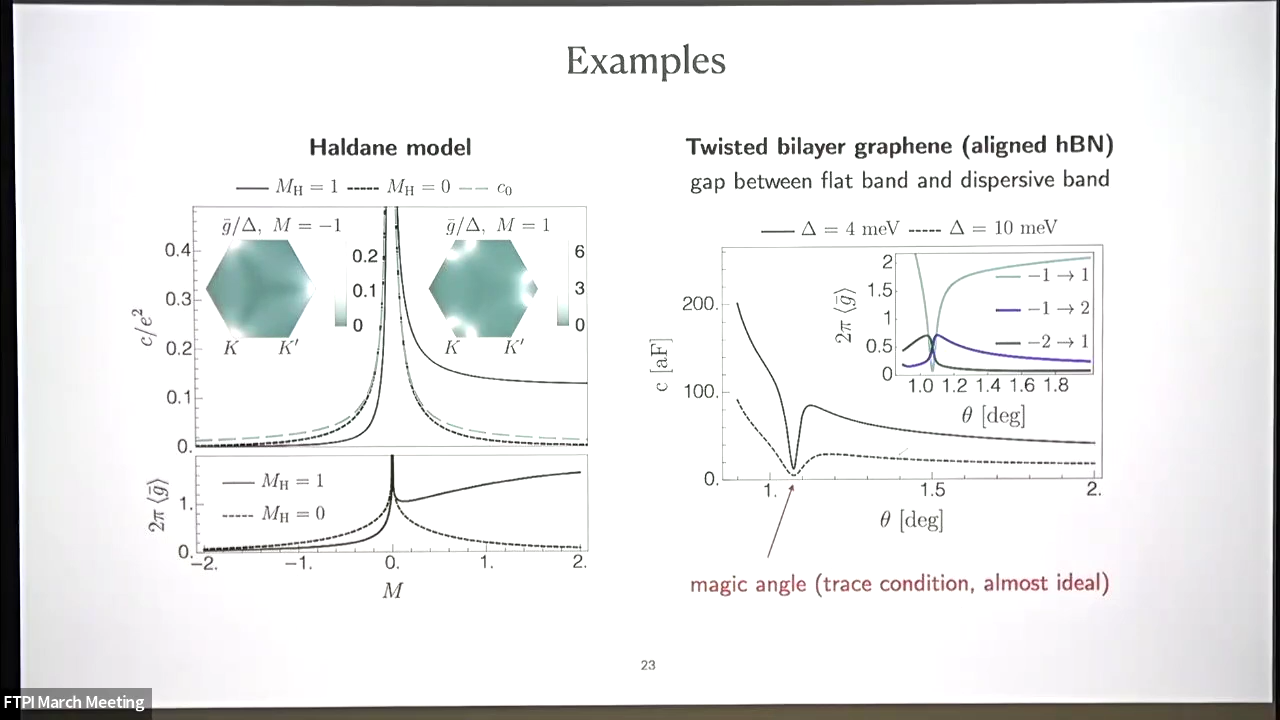 Examples
Haldane model
M_H = 1 M_H = 0 c_0
ḡ/Δ, M = −1
ḡ/Δ, M = 1
0.4
0.3
0.2
0.1
0.
c/e²
0.2
0.1
0
6
3
0
K K′
K K′
M_H = 1
M_H = 0
2π ⟨ḡ⟩
1.
0.
−2. −1. 0. 1. 2.
M
Twisted bilayer graphene (aligned hBN)
gap between flat band and dispersive band
Δ = 4 meV Δ = 10 meV
200.
100.
0.
c [aF]
1. 1.5 2.
θ [deg]
2π ⟨ḡ⟩
2
1.5
1
0.5
0
−1 → 1
−1 → 2
−2 → 1
1.0 1.2 1.4 1.6 1.8
θ [deg]
magic angle (trace condition, almost ideal)
23
FTPI March Meeting